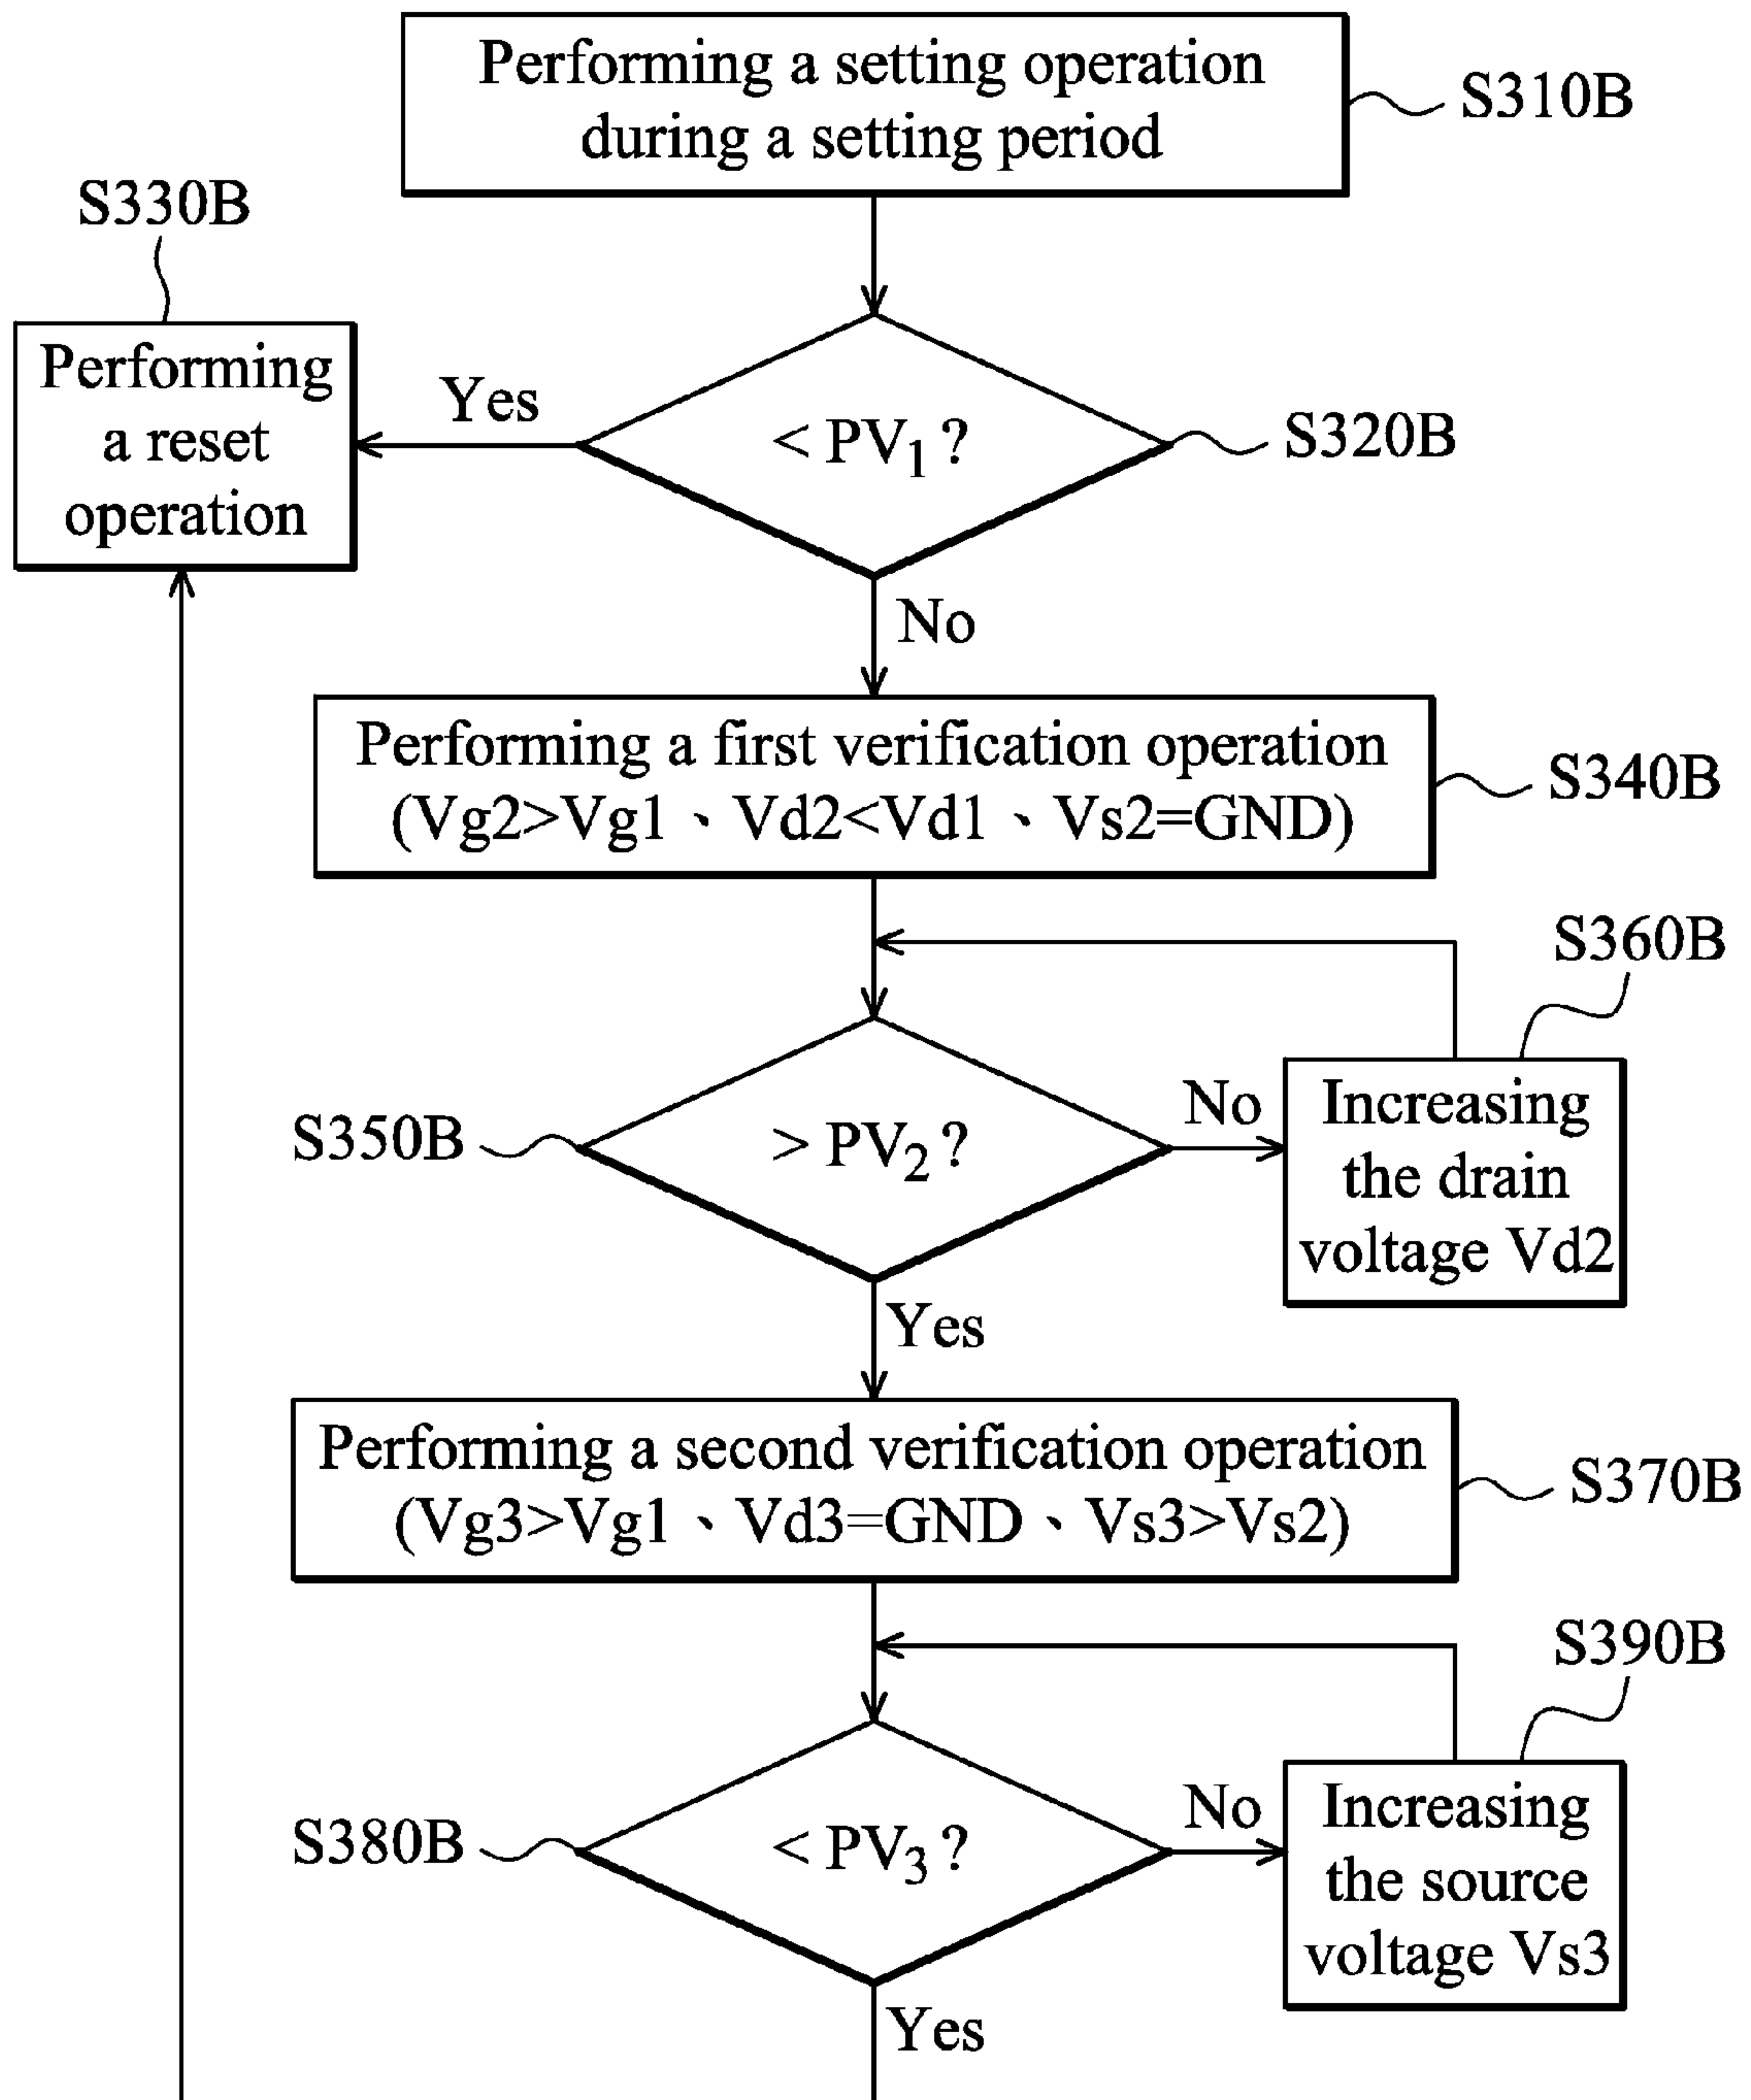 Performing a setting operation
during a setting period
S310B
S330B
Performing
a reset
operation
Yes
< PV₁ ?
S320B
No
Performing a first verification operation
(Vg2>Vg1、Vd2<Vd1、Vs2=GND)
S340B
S360B
S350B
> PV₂ ?
No
Increasing
the drain
voltage Vd2
Yes
Performing a second verification operation
(Vg3>Vg1、Vd3=GND、Vs3>Vs2)
S370B
S390B
S380B
< PV₃ ?
No
Increasing
the source
voltage Vs3
Yes